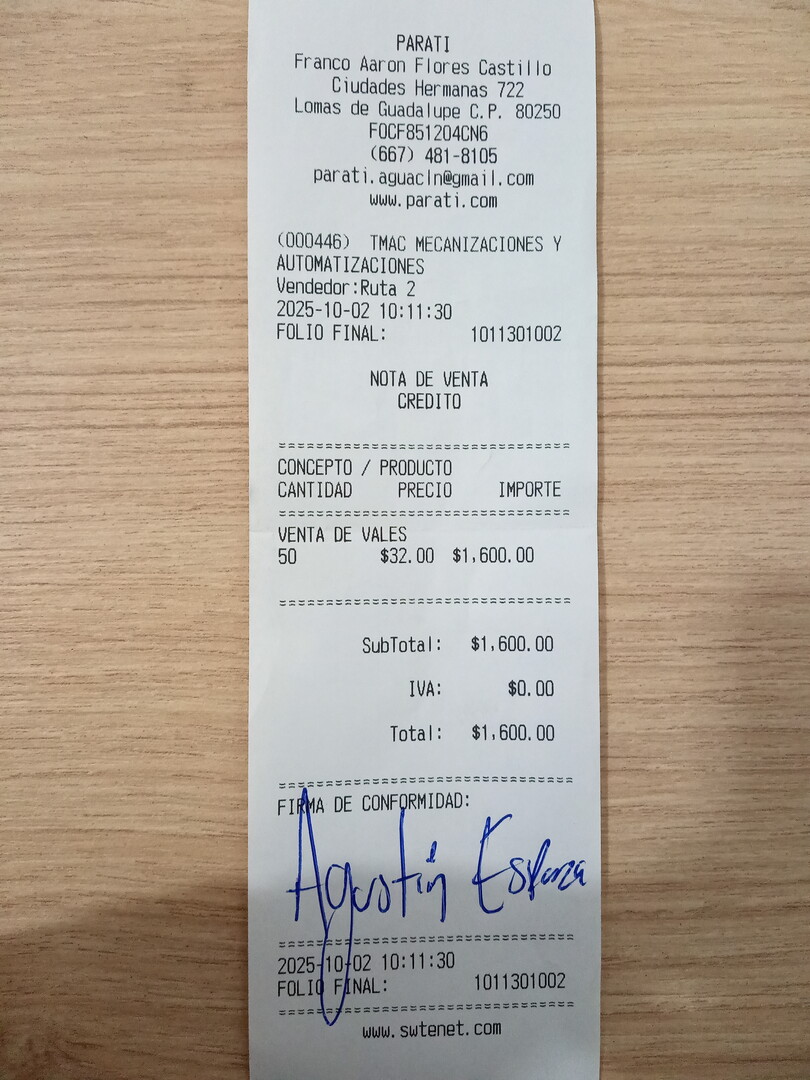 PARATI
Franco Aaron Flores Castillo
Ciudades Hermanas 722
Lomas de Guadalupe C.P. 80250
FOCF851204CN6
(667) 481-8105
parati.aguacln@gmail.com
www.parati.com
(000446) TMAC MECANIZACIONES Y
AUTOMATIZACIONES
Vendedor:Ruta 2
2025-10-02 10:11:30
FOLIO FINAL: 1011301002
NOTA DE VENTA
CREDITO
================================
CONCEPTO / PRODUCTO
CANTIDAD PRECIO IMPORTE
================================
VENTA DE VALES
50 $32.00 $1,600.00
================================
SubTotal: $1,600.00
IVA: $0.00
Total: $1,600.00
================================
FIRMA DE CONFORMIDAD:
Agustín Esparza
================================
2025-10-02 10:11:30
FOLIO FINAL: 1011301002
================================
www.swtenet.com